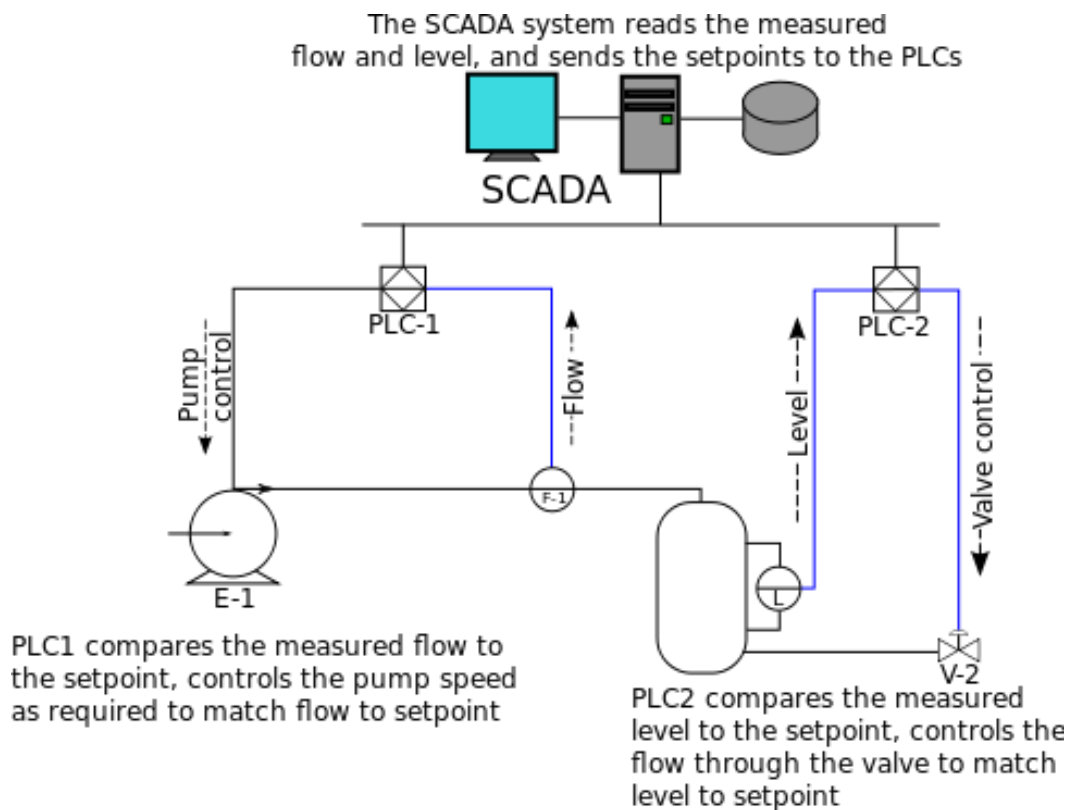 The SCADA system reads the measured
flow and level, and sends the setpoints to the PLCs
SCADA
PLC-1
PLC-2
Pump
control
Flow
Level
Valve control
F-1
L
E-1
V-2
PLC1 compares the measured flow to
the setpoint, controls the pump speed
as required to match flow to setpoint
PLC2 compares the measured
level to the setpoint, controls the
flow through the valve to match
level to setpoint